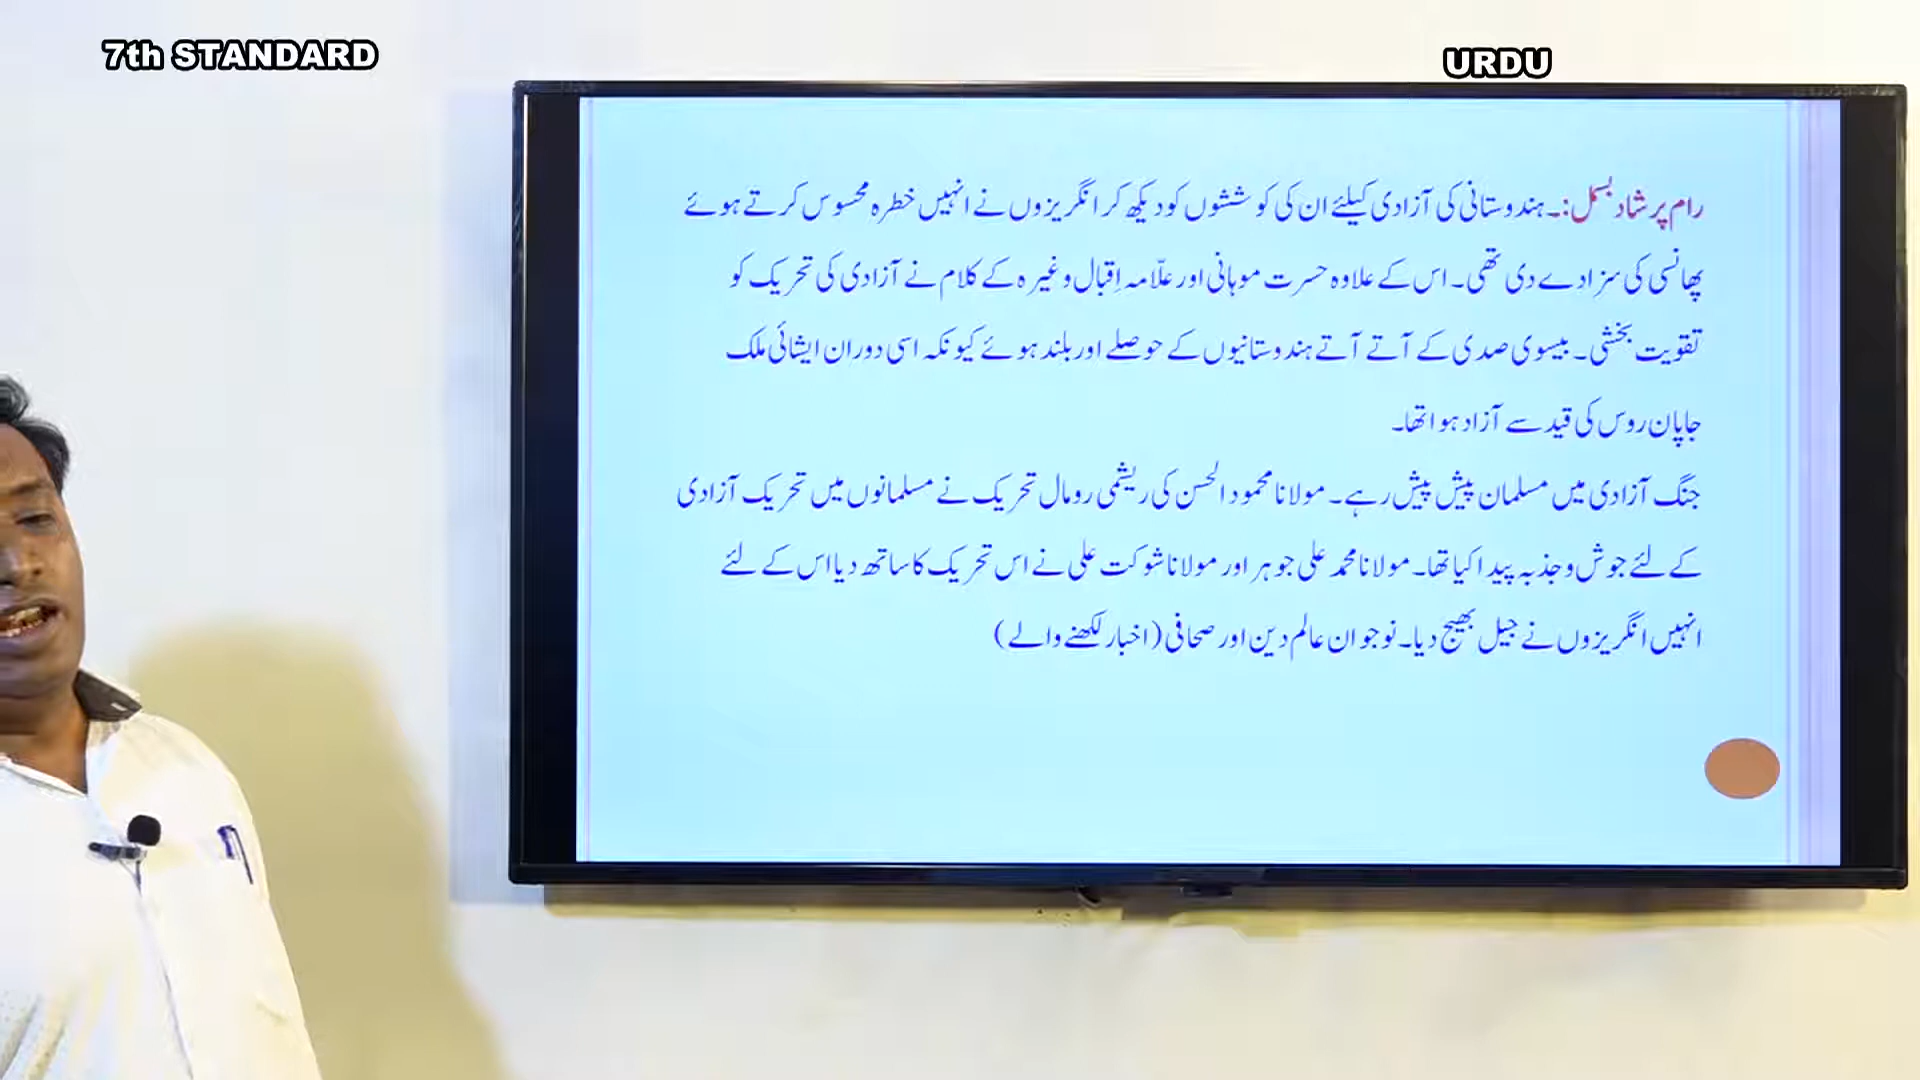 7th STANDARD
URDU
رام پرشاد بسمل:۔ ہندوستانی کی آزادی کیلئے ان کی کوششوں کو دیکھ کر انگریزوں نے انہیں خطرہ محسوس کرتے ہوئے
پھانسی کی سزا دے دی تھی۔ اس کے علاوہ حسرت موہانی اور علّامہ اِقبال وغیرہ کے کلام نے آزادی کی تحریک کو
تقویت بخشی۔ بیسوی صدی کے آتے آتے ہندوستانیوں کے حوصلے اور بلند ہوئے کیونکہ اسی دوران ایشائی ملک
جاپان روس کی قید سے آزاد ہوا تھا۔
جنگ آزادی میں مسلمان پیش پیش رہے۔ مولانا محمود الحسن کی ریشمی رومال تحریک نے مسلمانوں میں تحریک آزادی
کے لئے جوش و جذبہ پیدا کیا تھا۔ مولانا محمد علی جوہر اور مولانا شوکت علی نے اس تحریک کا ساتھ دیا اس کے لئے
انہیں انگریزوں نے جیل بھیج دیا۔ نوجوان عالم دین اور صحافی (اخبار لکھنے والے)